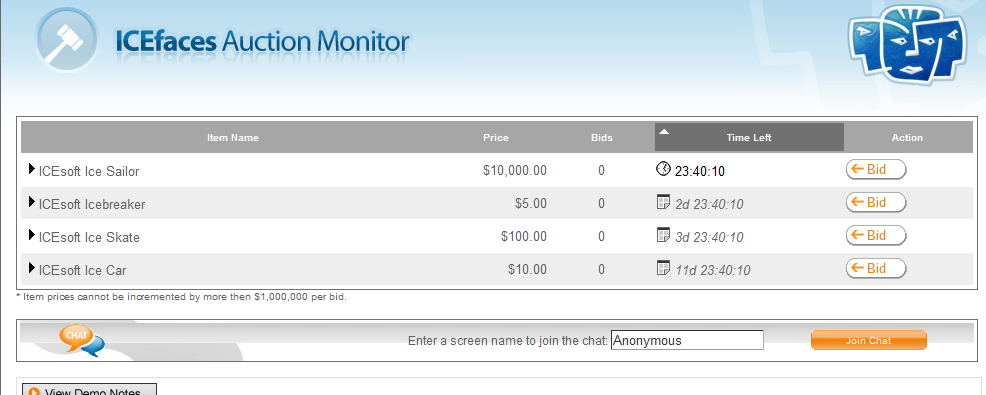 ICEfaces Auction Monitor
Item Name Price Bids Time Left Action
ICEsoft Ice Sailor $10,000.00 0 23:40:10 Bid
ICEsoft Icebreaker $5.00 0 2d 23:40:10 Bid
ICEsoft Ice Skate $100.00 0 3d 23:40:10 Bid
ICEsoft Ice Car $10.00 0 11d 23:40:10 Bid
* Item prices cannot be incremented by more then $1,000,000 per bid.
CHAT Enter a screen name to join the chat: Anonymous Join Chat
View Demo Notes